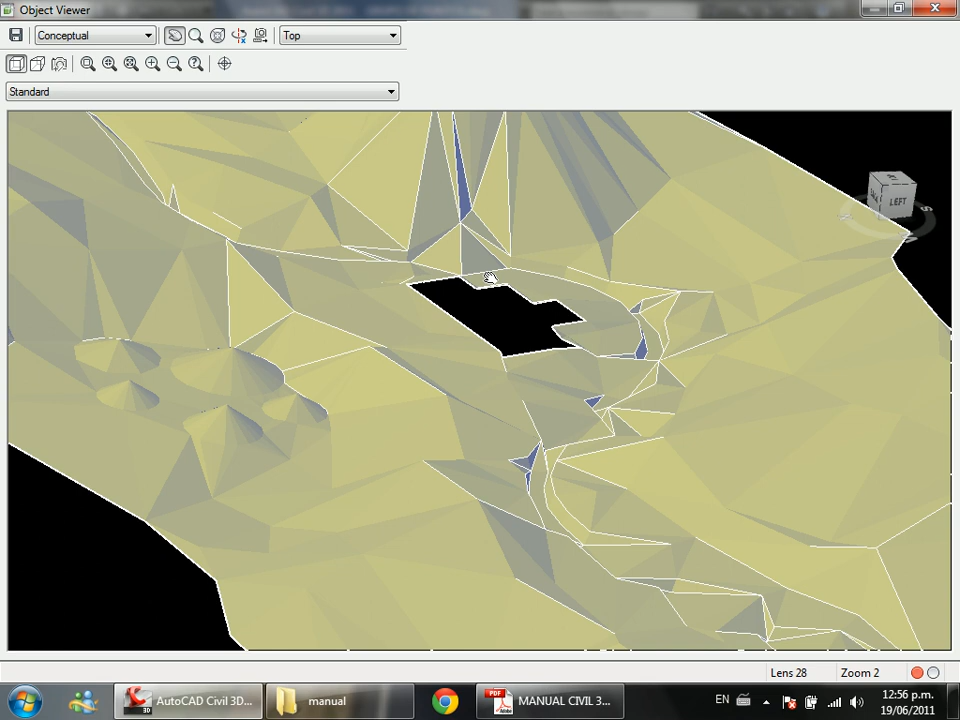 Object Viewer
Conceptual
Top
Standard
LEFT
Lens 28
Zoom 2
AutoCAD Civil 3D...
manual
MANUAL CIVIL 3...
EN
12:56 p.m.
19/06/2011